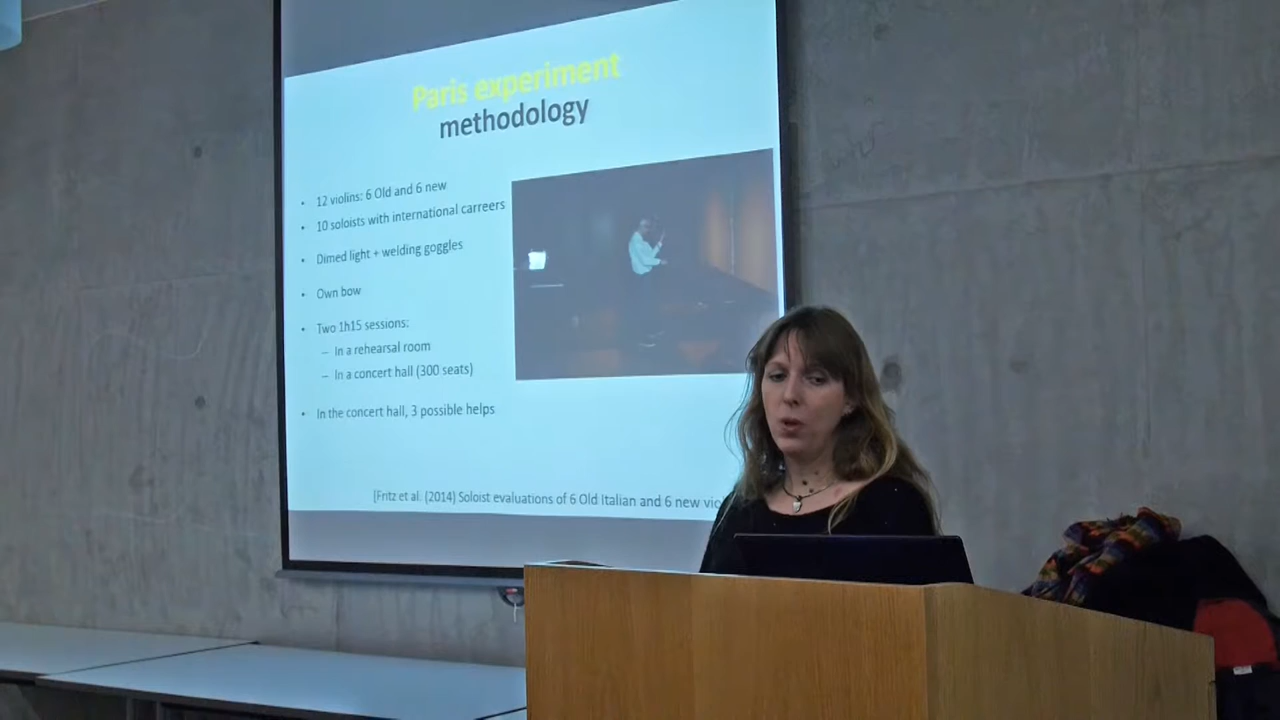 Paris experiment
methodology
• 12 violins: 6 Old and 6 new
• 10 soloists with international carreers
• Dimed light + welding goggles
• Own bow
• Two 1h15 sessions:
– In a rehearsal room
– In a concert hall (300 seats)
• In the concert hall, 3 possible helps
[Fritz et al. (2014) Soloist evaluations of 6 Old Italian and 6 new